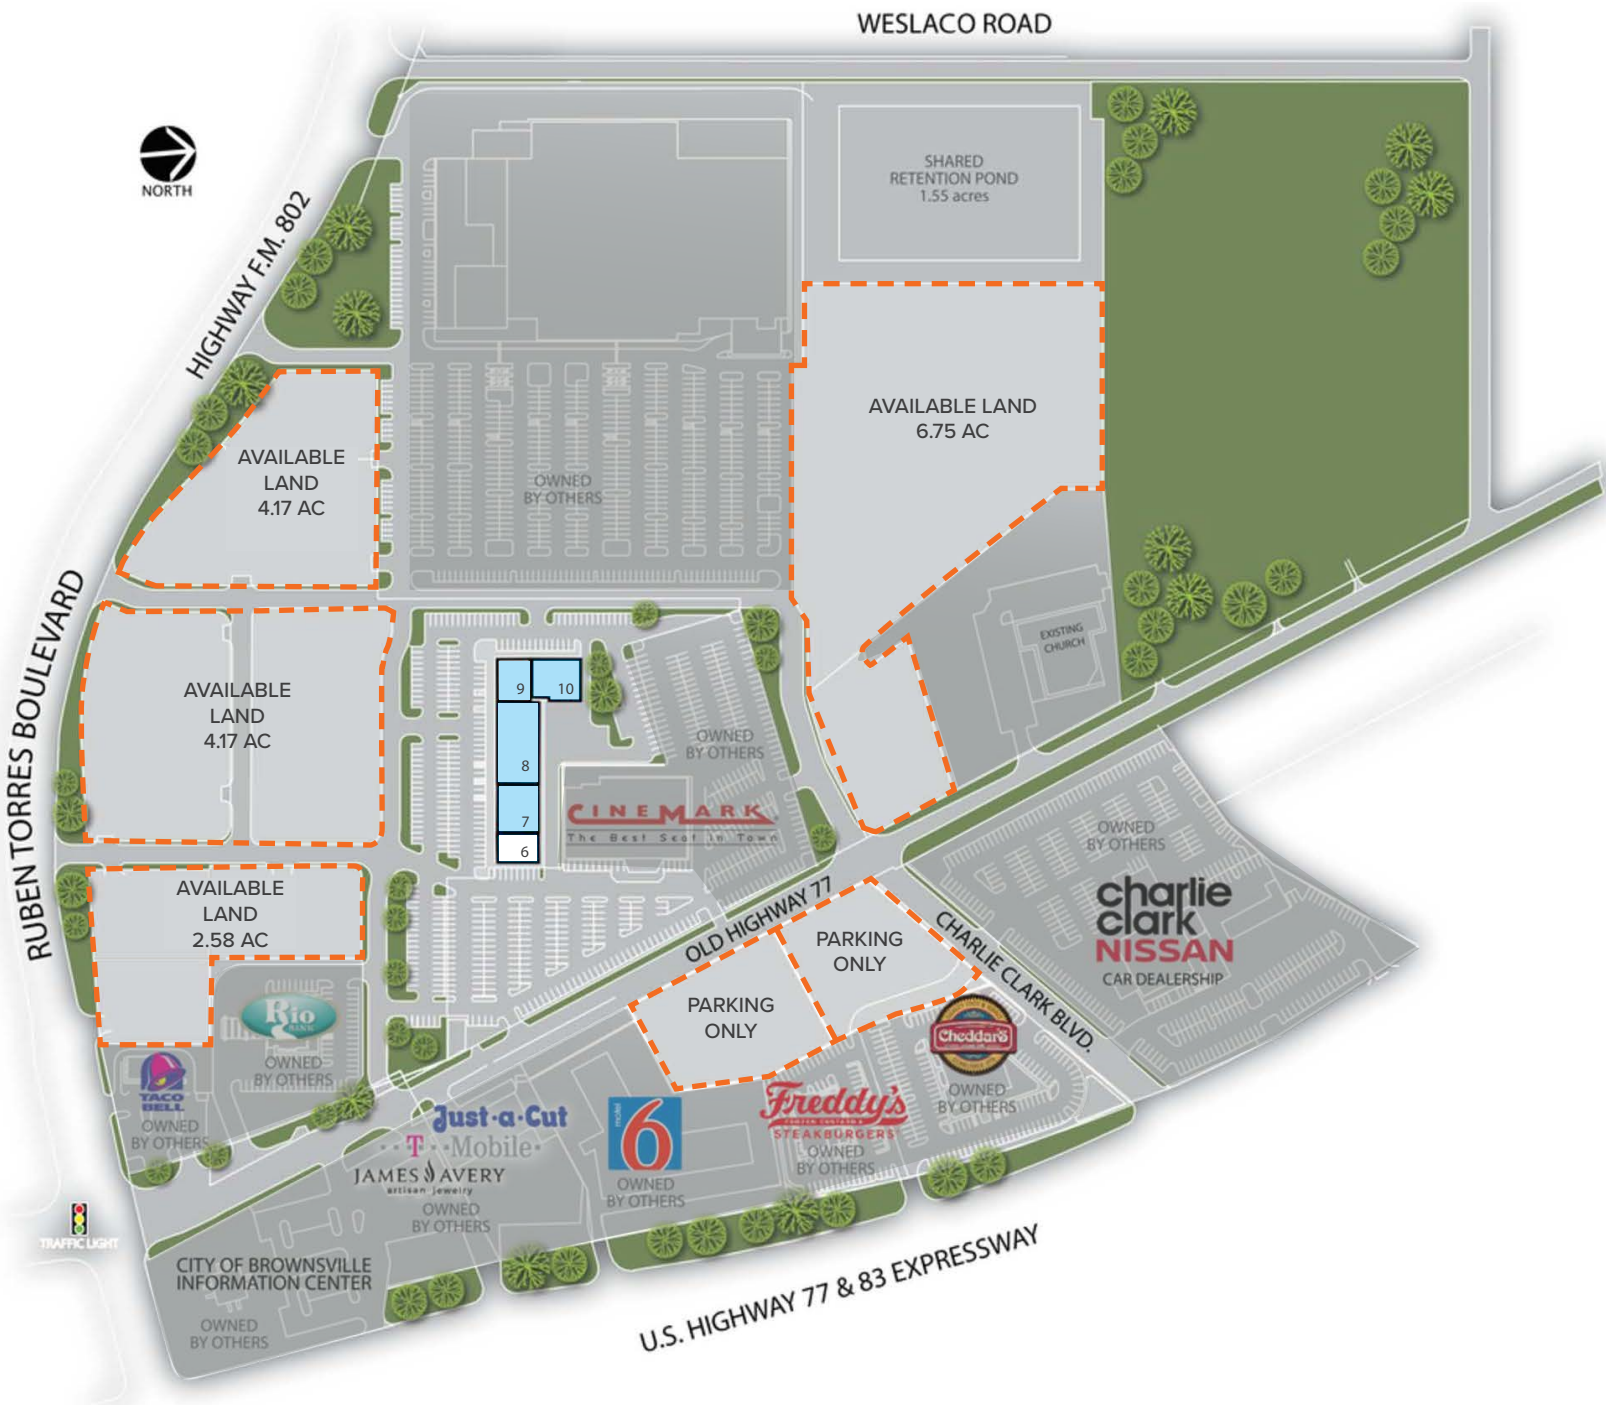 WESLACO ROAD
NORTH
HIGHWAY F.M. 802
SHARED
RETENTION POND
1.55 acres
AVAILABLE LAND
6.75 AC
AVAILABLE
LAND
4.17 AC
OWNED
BY OTHERS
RUBEN TORRES BOULEVARD
EXISTING
CHURCH
AVAILABLE
LAND
4.17 AC
9
10
8
7
6
OWNED
BY OTHERS
CINEMARK
The Best Seat in Town
OWNED
BY OTHERS
AVAILABLE
LAND
2.58 AC
OLD HIGHWAY 77
PARKING
ONLY
PARKING
ONLY
CHARLIE CLARK BLVD.
charlie
clark
NISSAN
CAR DEALERSHIP
Rio
BANK
OWNED
BY OTHERS
Cheddar's
OWNED
BY OTHERS
TACO
BELL
OWNED
BY OTHERS
Just-a-Cut
T Mobile
JAMES AVERY
artisan jewelry
OWNED
BY OTHERS
motel
6
OWNED
BY OTHERS
Freddy's
FROZEN CUSTARD &
STEAKBURGERS
OWNED
BY OTHERS
TRAFFIC LIGHT
CITY OF BROWNSVILLE
INFORMATION CENTER
OWNED
BY OTHERS
U.S. HIGHWAY 77 & 83 EXPRESSWAY